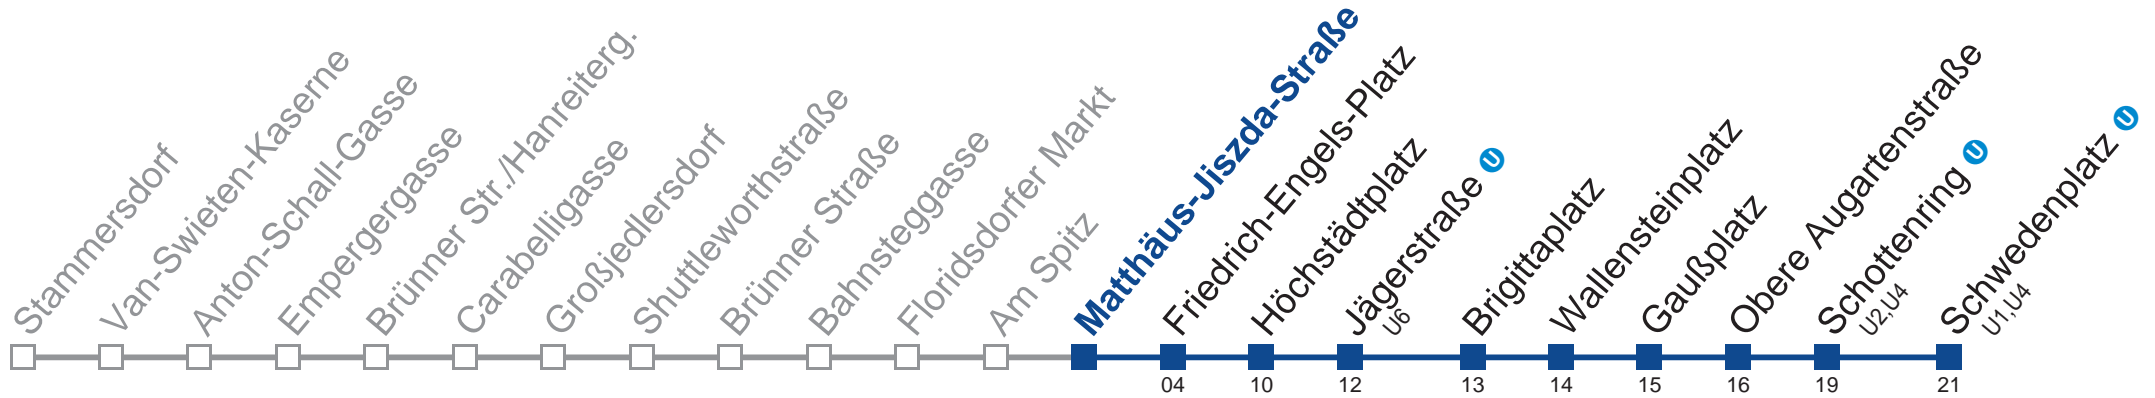 Stammersdorf
Van-Swieten-Kaserne
Anton-Schall-Gasse
Empergergasse
Brünner Str./Hanreiterg.
Carabelligasse
Großjedlersdorf
Shuttleworthstraße
Brünner Straße
Bahnsteggasse
Floridsdorfer Markt
Am Spitz
Matthäus-Jiszda-Straße
Friedrich-Engels-Platz
04
Höchstädtplatz
10
Jägerstraße U
U6
12
Brigittaplatz
13
Wallensteinplatz
14
Gaußplatz
15
Obere Augartenstraße
16
Schottenring U
U2,U4
19
Schwedenplatz U
U1,U4
21